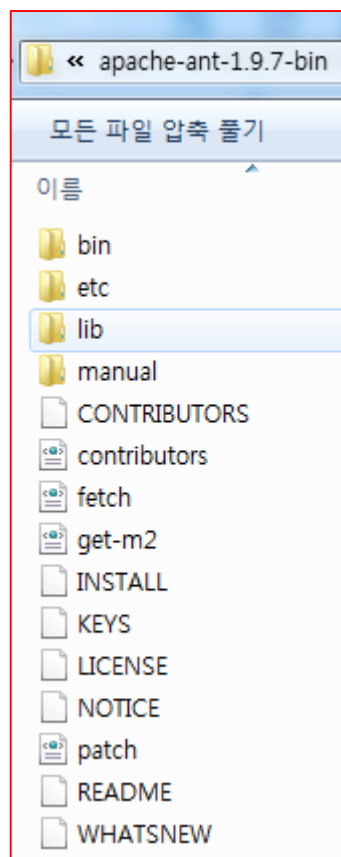 « apache-ant-1.9.7-bin
모든 파일 압축 풀기
이름
bin
etc
lib
manual
CONTRIBUTORS
contributors
fetch
get-m2
INSTALL
KEYS
LICENSE
NOTICE
patch
README
WHATSNEW